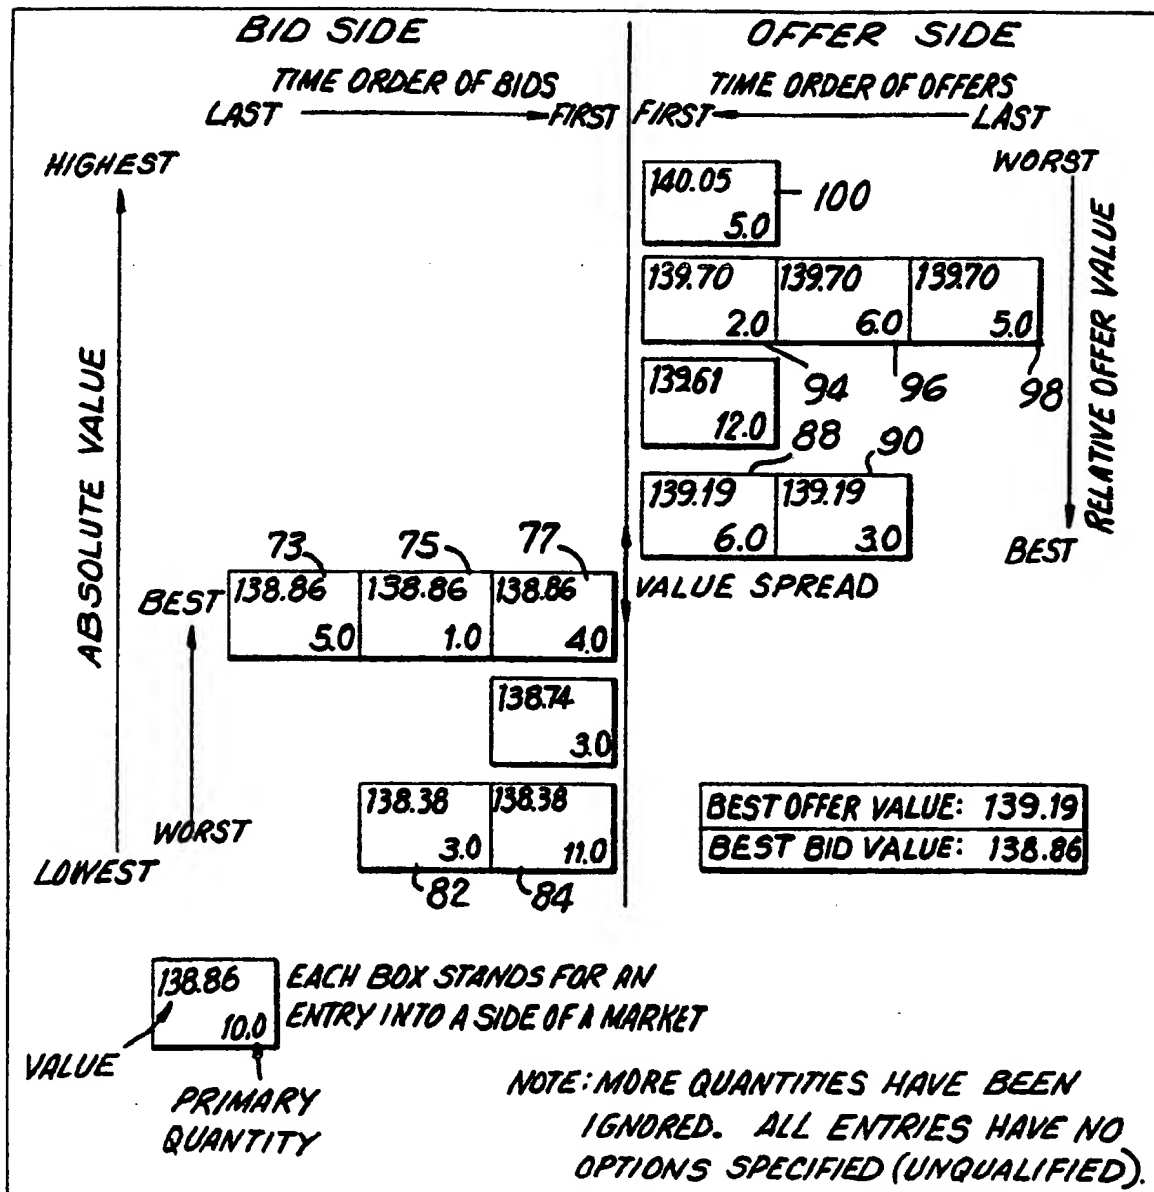 BID SIDE
OFFER SIDE
TIME ORDER OF BIDS
LAST FIRST
TIME ORDER OF OFFERS
FIRST LAST
HIGHEST
ABSOLUTE VALUE
LOWEST
WORST
RELATIVE OFFER VALUE
BEST
140.05
5.0
100
139.70 139.70 139.70
2.0 6.0 5.0
94 96 98
139.61
12.0
88 90
139.19 139.19
6.0 3.0
VALUE SPREAD
73 75 77
BEST
138.86 138.86 138.86
5.0 1.0 4.0
138.74
3.0
WORST
138.38 138.38
3.0 11.0
82 84
BEST OFFER VALUE: 139.19
BEST BID VALUE: 138.86
138.86
10.0
VALUE
PRIMARY
QUANTITY
EACH BOX STANDS FOR AN
ENTRY INTO A SIDE OF A MARKET
NOTE: MORE QUANTITIES HAVE BEEN
IGNORED. ALL ENTRIES HAVE NO
OPTIONS SPECIFIED (UNQUALIFIED).